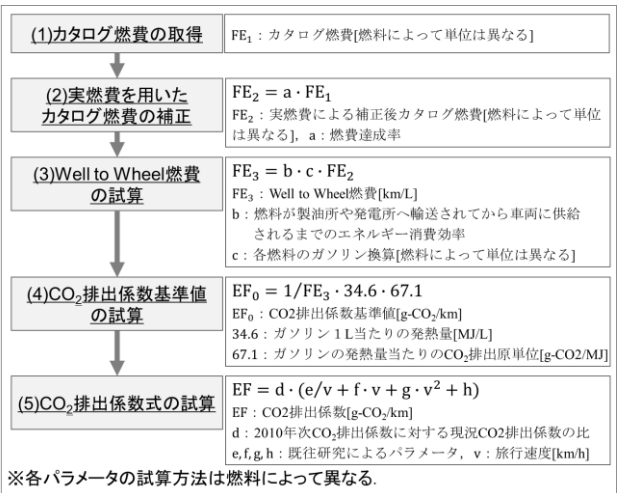 (1)カタログ燃費の取得
FE₁：カタログ燃費[燃料によって単位は異なる]
(2)実燃費を用いた
カタログ燃費の補正
FE₂ = a · FE₁
FE₂：実燃費による補正後カタログ燃費[燃料によって単位
は異なる]，a：燃費達成率
(3)Well to Wheel燃費
の試算
FE₃ = b · c · FE₂
FE₃：Well to Wheel燃費[km/L]
b：燃料が製油所や発電所へ輸送されてから車両に供給
されるまでのエネルギー消費効率
c：各燃料のガソリン換算[燃料によって単位は異なる]
(4)CO₂排出係数基準値
の試算
EF₀ = 1/FE₃ · 34.6 · 67.1
EF₀：CO2排出係数基準値[g-CO₂/km]
34.6：ガソリン１L当たりの発熱量[MJ/L]
67.1：ガソリンの発熱量当たりのCO₂排出原単位[g-CO2/MJ]
(5)CO₂排出係数式の試算
EF = d · (e/v + f · v + g · v² + h)
EF：CO2排出係数[g-CO₂/km]
d：2010年次CO₂排出係数に対する現況CO2排出係数の比
e, f, g, h：既往研究によるパラメータ，v：旅行速度[km/h]
※各パラメータの試算方法は燃料によって異なる.